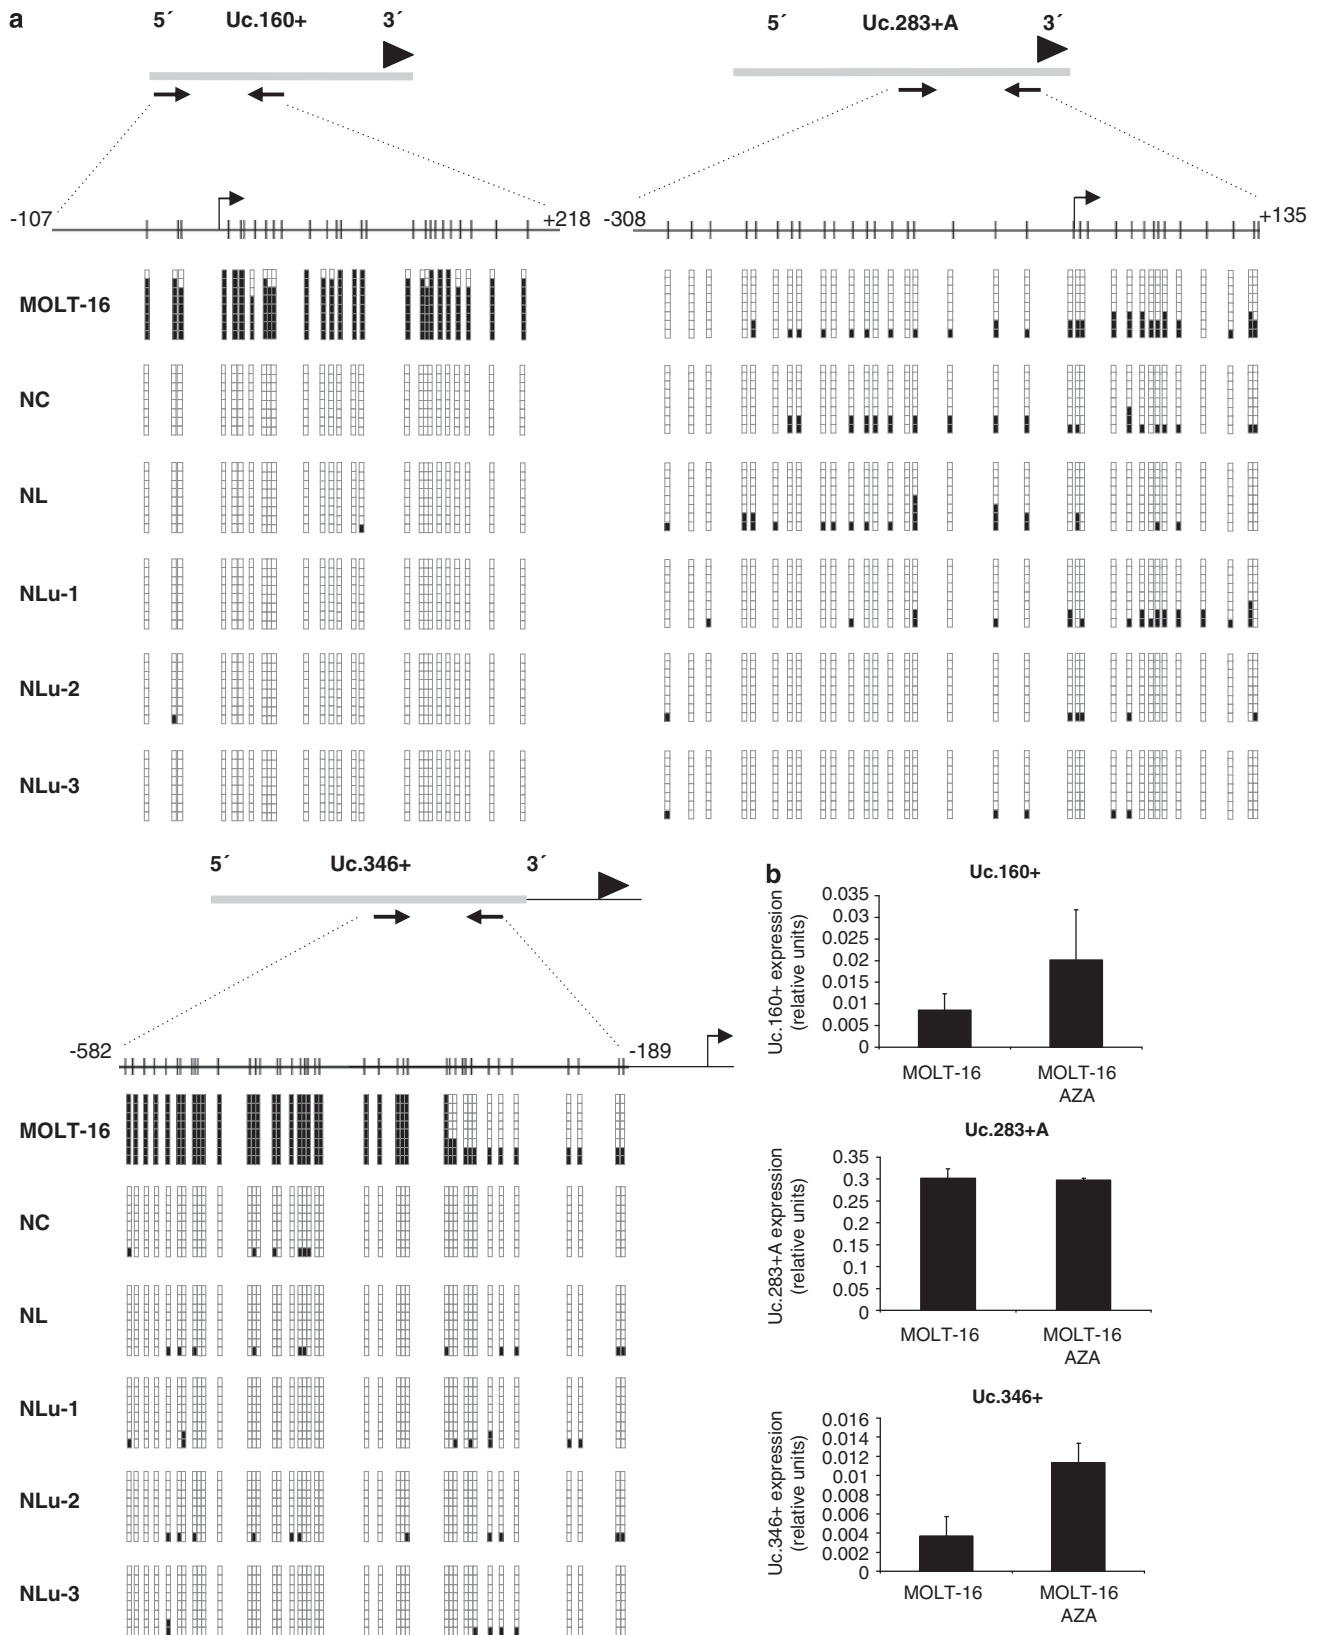 a
5´ Uc.160+ 3´
5´ Uc.283+A 3´
-107 +218
-308 +135
MOLT-16
NC
NL
NLu-1
NLu-2
NLu-3
5´ Uc.346+ 3´
-582 -189
MOLT-16
NC
NL
NLu-1
NLu-2
NLu-3
b
Uc.160+
Uc.160+ expression
(relative units)
0.035
0.03
0.025
0.02
0.015
0.01
0.005
0
MOLT-16
MOLT-16
AZA
Uc.283+A
Uc.283+A expression
(relative units)
0.35
0.3
0.25
0.2
0.15
0.1
0.05
0
MOLT-16
MOLT-16
AZA
Uc.346+
Uc.346+ expression
(relative units)
0.016
0.014
0.012
0.01
0.008
0.006
0.004
0.002
0
MOLT-16
MOLT-16
AZA